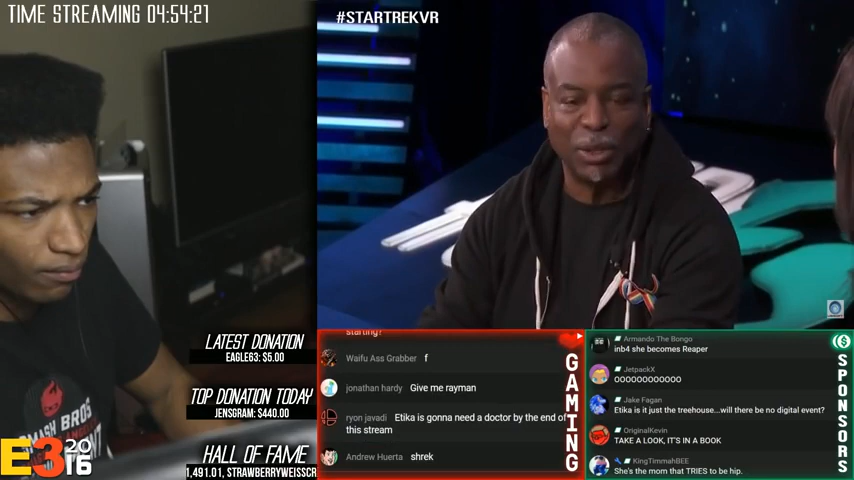 TIME STREAMING 04:54:21
#STARTREKVR
LATEST DONATION
EAGLE63: $5.00
TOP DONATION TODAY
JENSGRAM: $440.00
HALL OF FAME
1,491.01, STRAWBERRYWEISSCR
E3 2016
SMASH BROS
starting?
Waifu Ass Grabber f
jonathan hardy Give me rayman
ryon javadi Etika is gonna need a doctor by the end of
this stream
Andrew Huerta shrek
GAMING
Armando The Bongo
inb4 she becomes Reaper
JetpackX
OOOOOOOOOOOO
Jake Fagan
Etika is it just the treehouse...will there be no digital event?
OriginalKevin
TAKE A LOOK, IT'S IN A BOOK
KingTimmahBEE
She's the mom that TRIES to be hip.
SPONSORS